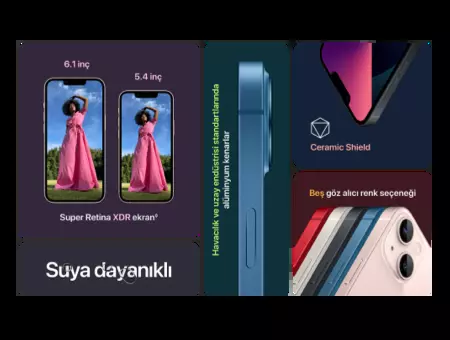 6.1 inç
5.4 inç
Super Retina XDR ekran⁹
Suya dayanıklı
Havacılık ve uzay endüstrisi standartlarında
alüminyum kenarlar
Ceramic Shield
Beş göz alıcı renk seçeneği